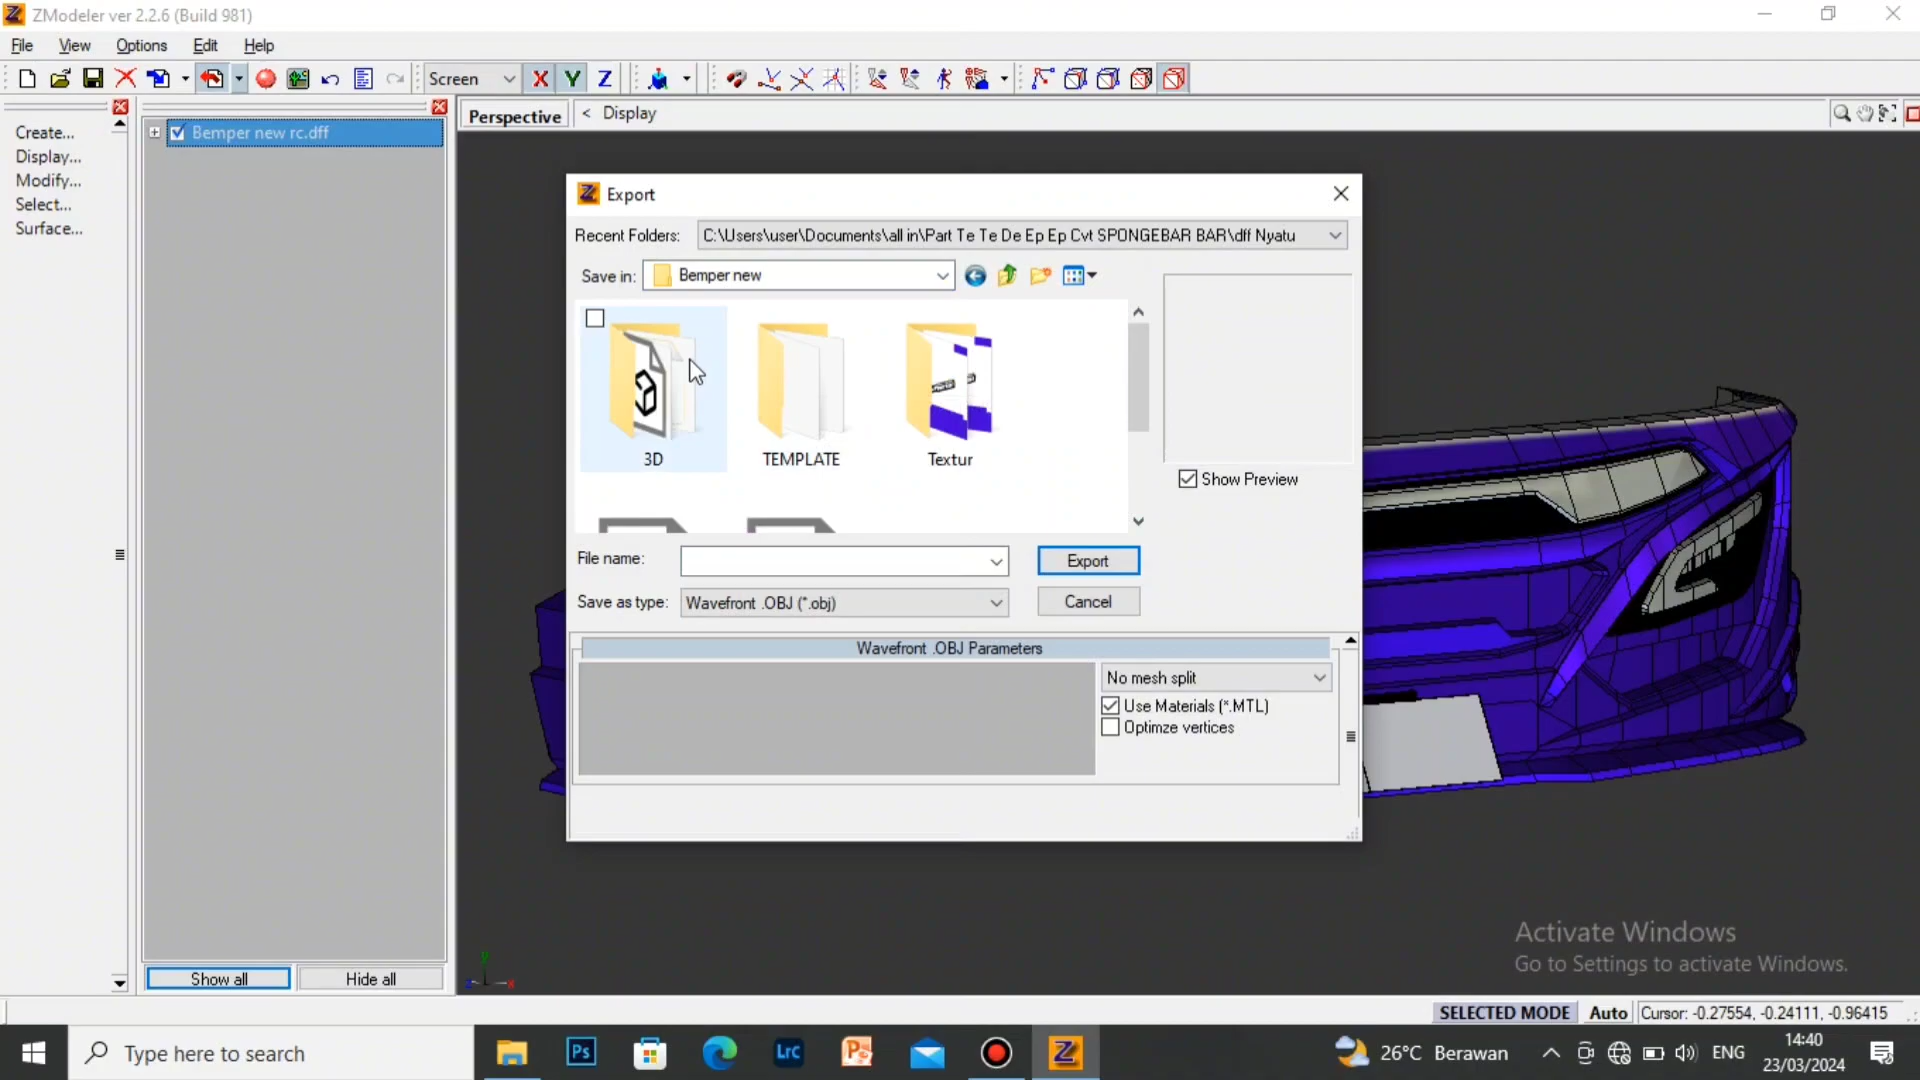 ZModeler ver 2.2.6 (Build 981)
File View Options Edit Help
Screen X Y Z
Create...
Display...
Modify...
Select...
Surface...
Bemper new rc.dff
Perspective < Display
Export
Recent Folders: C:\Users\user\Documents\all in\Part Te Te De Ep Ep Cvt SPONGEBAR BAR\dff Nyatu
Save in: Bemper new
3D TEMPLATE Textur
Show Preview
File name: Export
Save as type: Wavefront .OBJ (*.obj) Cancel
Wavefront .OBJ Parameters
No mesh split
Use Materials (*.MTL)
Optimze vertices
Activate Windows
Go to Settings to activate Windows.
Show all Hide all
SELECTED MODE Auto Cursor: -0.27554, -0.24111, -0.96415
Type here to search
Ps
LrC
26°C Berawan
ENG
14:40
23/03/2024